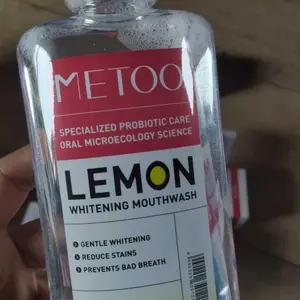 METOO
SPECIALIZED PROBIOTIC CARE
ORAL MICROECOLOGY SCIENCE
LEMON
WHITENING MOUTHWASH
GENTLE WHITENING
REDUCE STAINS
PREVENTS BAD BREATH